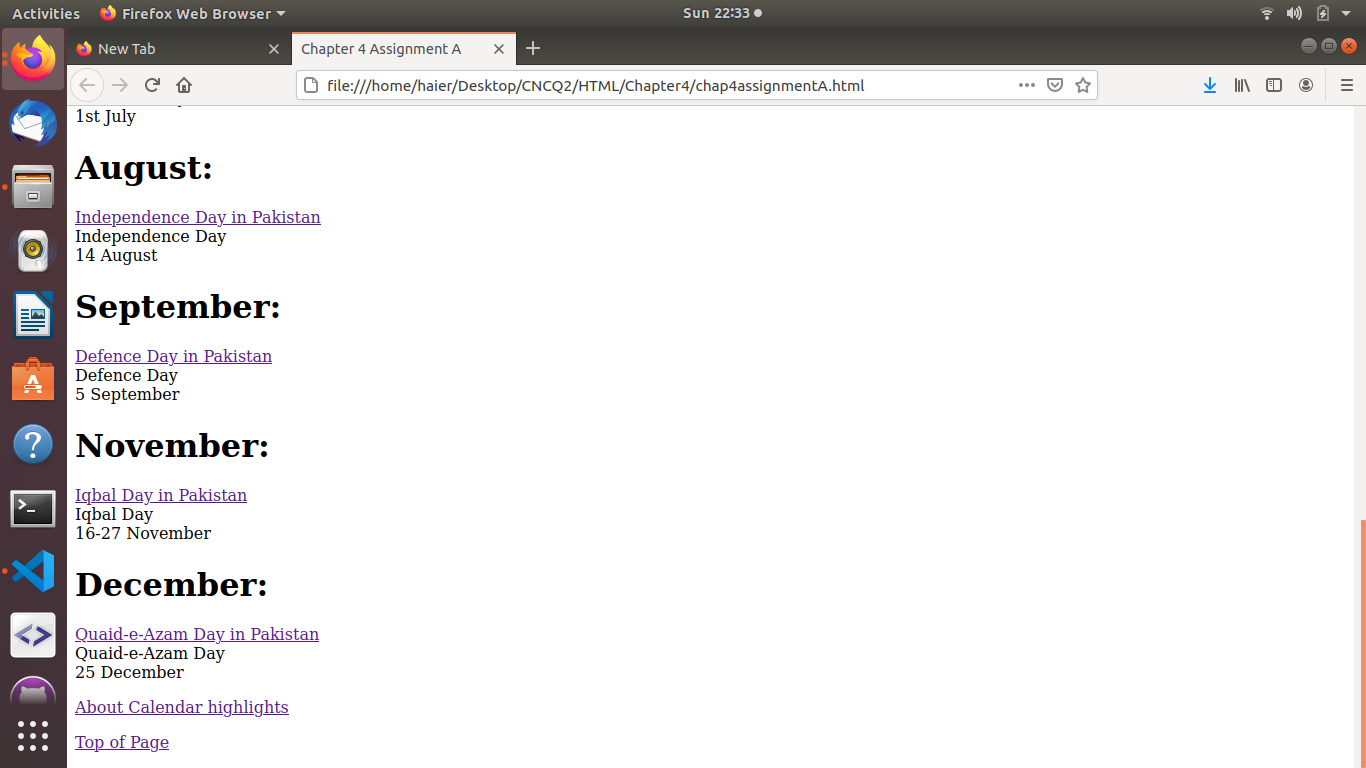 Activities
Firefox Web Browser
Sun 22:33
New Tab
Chapter 4 Assignment A
file:///home/haier/Desktop/CNCQ2/HTML/Chapter4/chap4assignmentA.html
1st July
August:
Independence Day in Pakistan
Independence Day
14 August
September:
Defence Day in Pakistan
Defence Day
5 September
November:
Iqbal Day in Pakistan
Iqbal Day
16-27 November
December:
Quaid-e-Azam Day in Pakistan
Quaid-e-Azam Day
25 December
About Calendar highlights
Top of Page